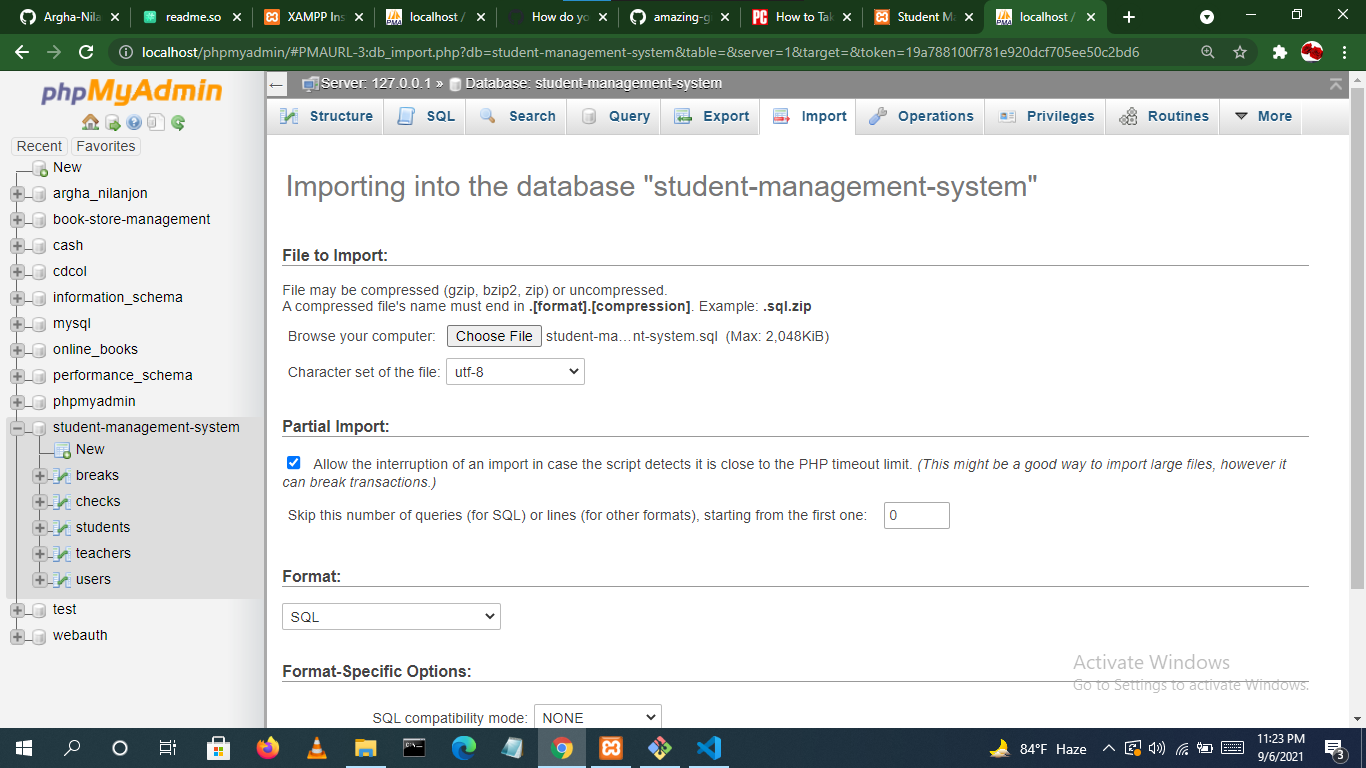 Argha-Nila
readme.so
XAMPP Ins
localhost /
How do yo
amazing-g
How to Tak
Student Ma
localhost /
localhost/phpmyadmin/#PMAURL-3:db_import.php?db=student-management-system&table=&server=1&target=&token=19a788100f781e920dcf705ee50c2bd6
phpMyAdmin
Recent Favorites
New
argha_nilanjon
book-store-management
cash
cdcol
information_schema
mysql
online_books
performance_schema
phpmyadmin
student-management-system
New
breaks
checks
students
teachers
users
test
webauth
Server: 127.0.0.1 » Database: student-management-system
Structure SQL Search Query Export Import Operations Privileges Routines More
Importing into the database "student-management-system"
File to Import:
File may be compressed (gzip, bzip2, zip) or uncompressed.
A compressed file's name must end in .[format].[compression]. Example: .sql.zip
Browse your computer: Choose File student-ma…nt-system.sql (Max: 2,048KiB)
Character set of the file: utf-8
Partial Import:
Allow the interruption of an import in case the script detects it is close to the PHP timeout limit. (This might be a good way to import large files, however it
can break transactions.)
Skip this number of queries (for SQL) or lines (for other formats), starting from the first one: 0
Format:
SQL
Format-Specific Options:
SQL compatibility mode: NONE
Activate Windows
Go to Settings to activate Windows.
84°F Haze
11:23 PM
9/6/2021
3